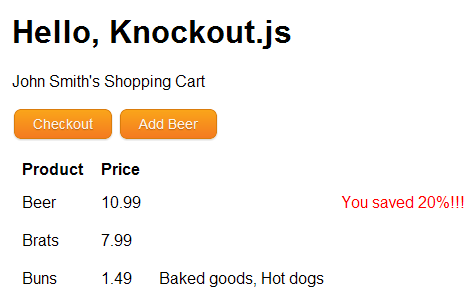 Hello, Knockout.js
John Smith's Shopping Cart
Checkout Add Beer
Product Price
Beer 10.99 You saved 20%!!!
Brats 7.99
Buns 1.49 Baked goods, Hot dogs